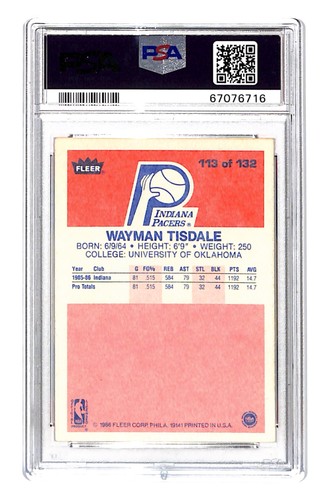 PSA
67076716
FLEER
113 of 132
INDIANA
PACERS®
WAYMAN TISDALE
BORN: 6/9/64 • HEIGHT: 6'9" • WEIGHT: 250
COLLEGE: UNIVERSITY OF OKLAHOMA
Year Club G FG% REB AST STL BLK PTS AVG
1985-86 Indiana 81 .515 584 79 32 44 1192 14.7
Pro Totals 81 .515 584 79 32 44 1192 14.7
NBA
© 1986 FLEER CORP. PHILA. 19141 PRINTED IN U.S.A.
PSA